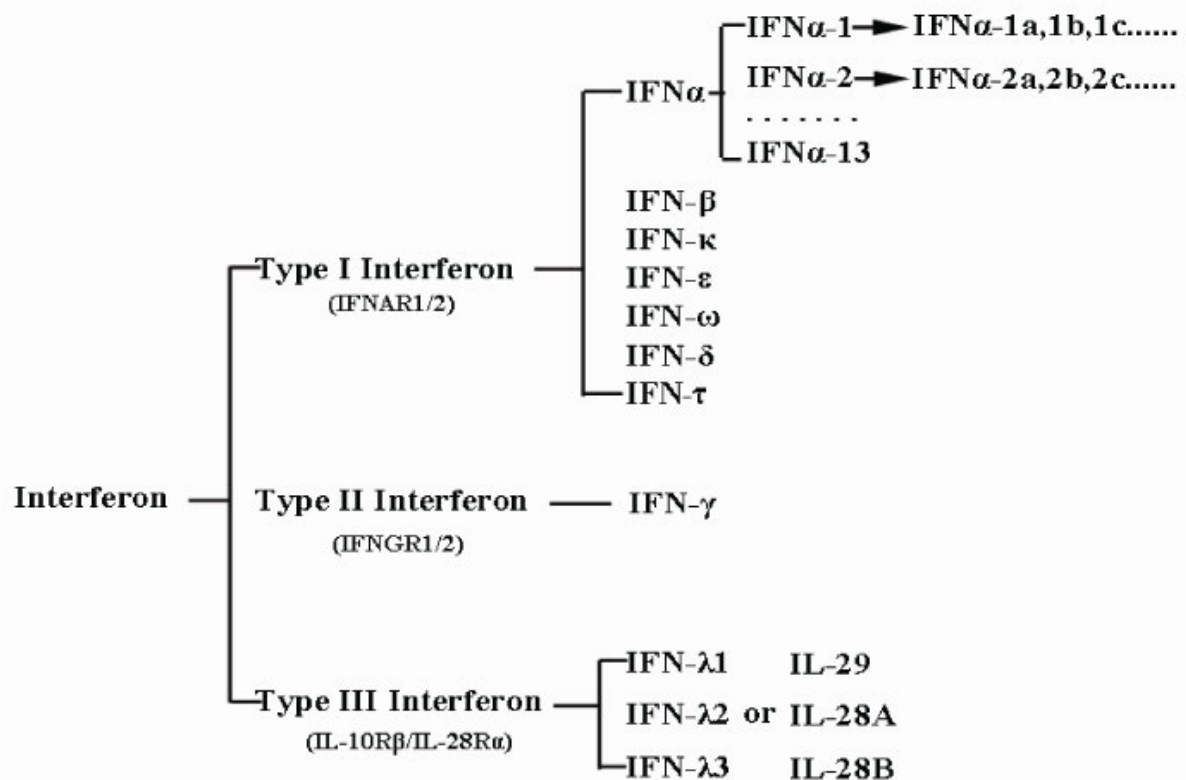 IFNα-1 IFNα-1a,1b,1c......
IFNα
IFNα-2 IFNα-2a,2b,2c......
.......
IFNα-13
IFN-β
IFN-κ
Type I Interferon
IFN-ε
(IFNAR1/2)
IFN-ω
IFN-δ
IFN-τ
Interferon
Type II Interferon IFN-γ
(IFNGR1/2)
IFN-λ1 IL-29
Type III Interferon
IFN-λ2 or IL-28A
(IL-10Rβ/IL-28Rα)
IFN-λ3 IL-28B